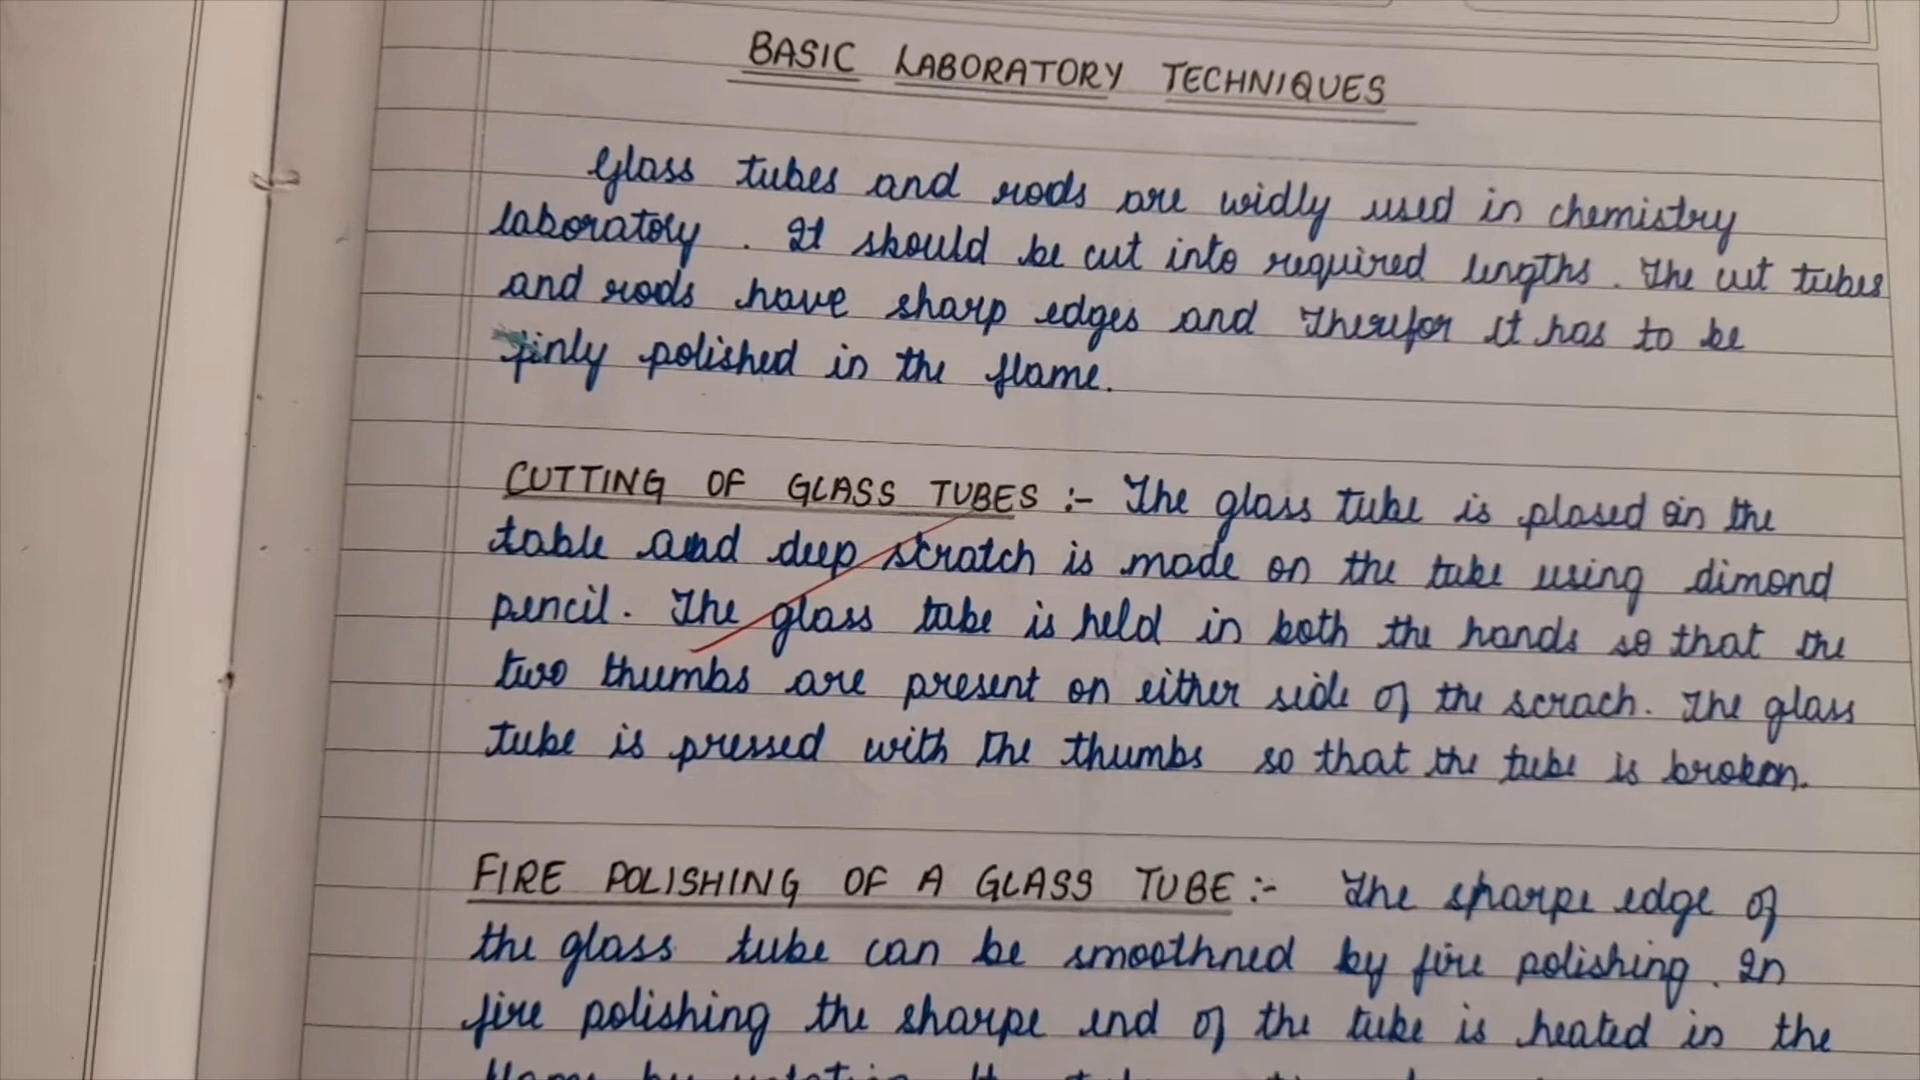 BASIC LABORATORY TECHNIQUES
Glass tubes and rods are widly used in chemistry
laboratory . It should be cut into required lengths . The cut tubes
and rods have sharp edges and Therefor it has to be
finly polished in the flame.
CUTTING OF GLASS TUBES :- The glass tube is plased in the
table and deep scratch is made on the tube using dimond
pencil . The glass tube is held in both the hands so that the
two thumbs are present on either side of the scrach . The glass
tube is pressed with the thumbs so that the tube is broken.
FIRE POLISHING OF A GLASS TUBE :- The sharpe edge of
the glass tube can be smoothned by fire polishing . In
fire polishing the sharpe end of the tube is heated in the